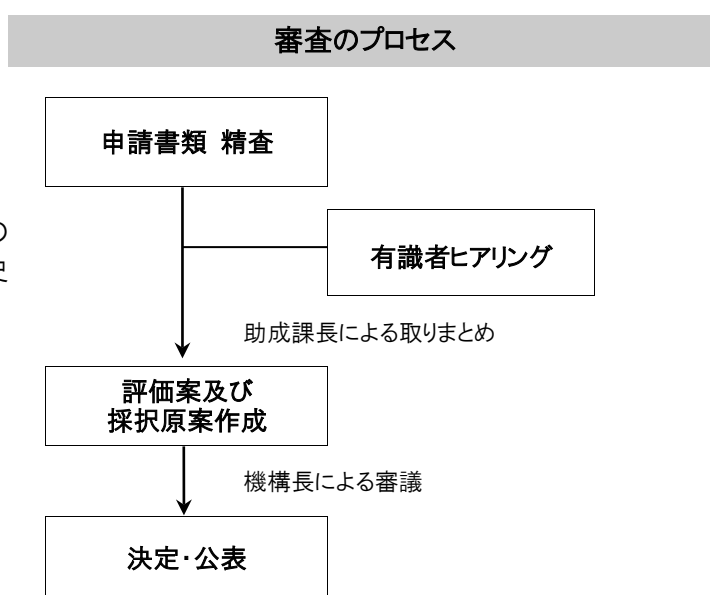 審査のプロセス
申請書類 精査
の
有識者ヒアリング
助成課長による取りまとめ
評価案及び
採択原案作成
機構長による審議
決定・公表